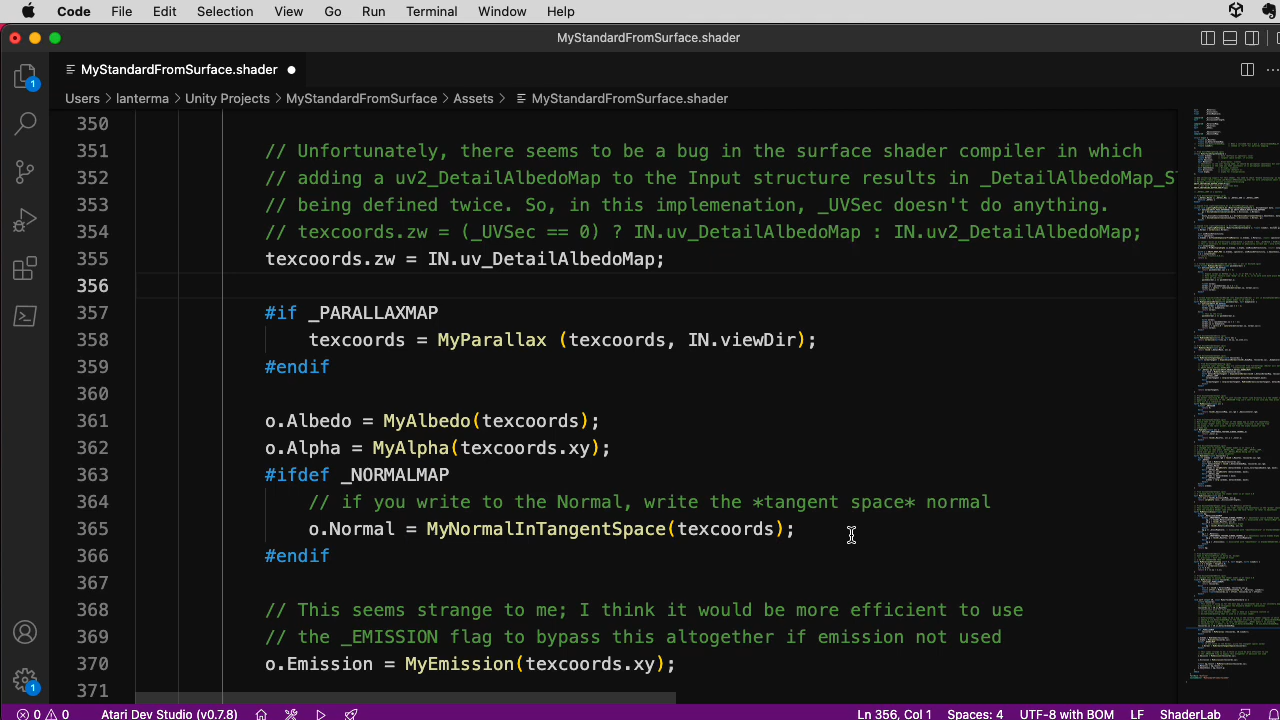 Code File Edit Selection View Go Run Terminal Window Help
MyStandardFromSurface.shader
MyStandardFromSurface.shader
Users > lanterma > Unity Projects > MyStandardFromSurface > Assets > MyStandardFromSurface.shader
350
351 // Unfortunately, there seems to be a bug into the surface shader compiler in which
352 // adding uv2_DetailAlbedoMap to the Input structure results in _DetailAlbedoMap_S
353 // being defined twice. So in this implemenation, _UVSec doesn't do anything.
354 // texcoords.zw = (_UVSec == 0) ? IN.uv_DetailAlbedoMap : IN.uv2_DetailAlbedoMap;
355 texcoords.zw = IN.uv_DetailAlbedoMap;
356
357 #if _PARALLAXMAP
358 texcoords = MyParallax (texcoords, IN.viewDir);
359 #endif
360
361 o.Albedo = MyAlbedo(texcoords);
362 o.Alpha = MyAlpha(texcoords.xy);
363 #ifdef _NORMALMAP
364 // if you write to th Normal, write the *tangent space* normal
365 o.Normal = MyNormalInTangentSpace(texcoords);
366 #endif
367
368 // This seems strange to me; I think it would be more efficient to use
369 // the _EMISSION flag to skip this altogether if emissin not used
370 o.Emission = MyEmission(texcoords.xy);
371
1
1
0 0 Atari Dev Studio (v0.7.8) Ln 356, Col 1 Spaces: 4 UTF-8 with BOM LF ShaderLab